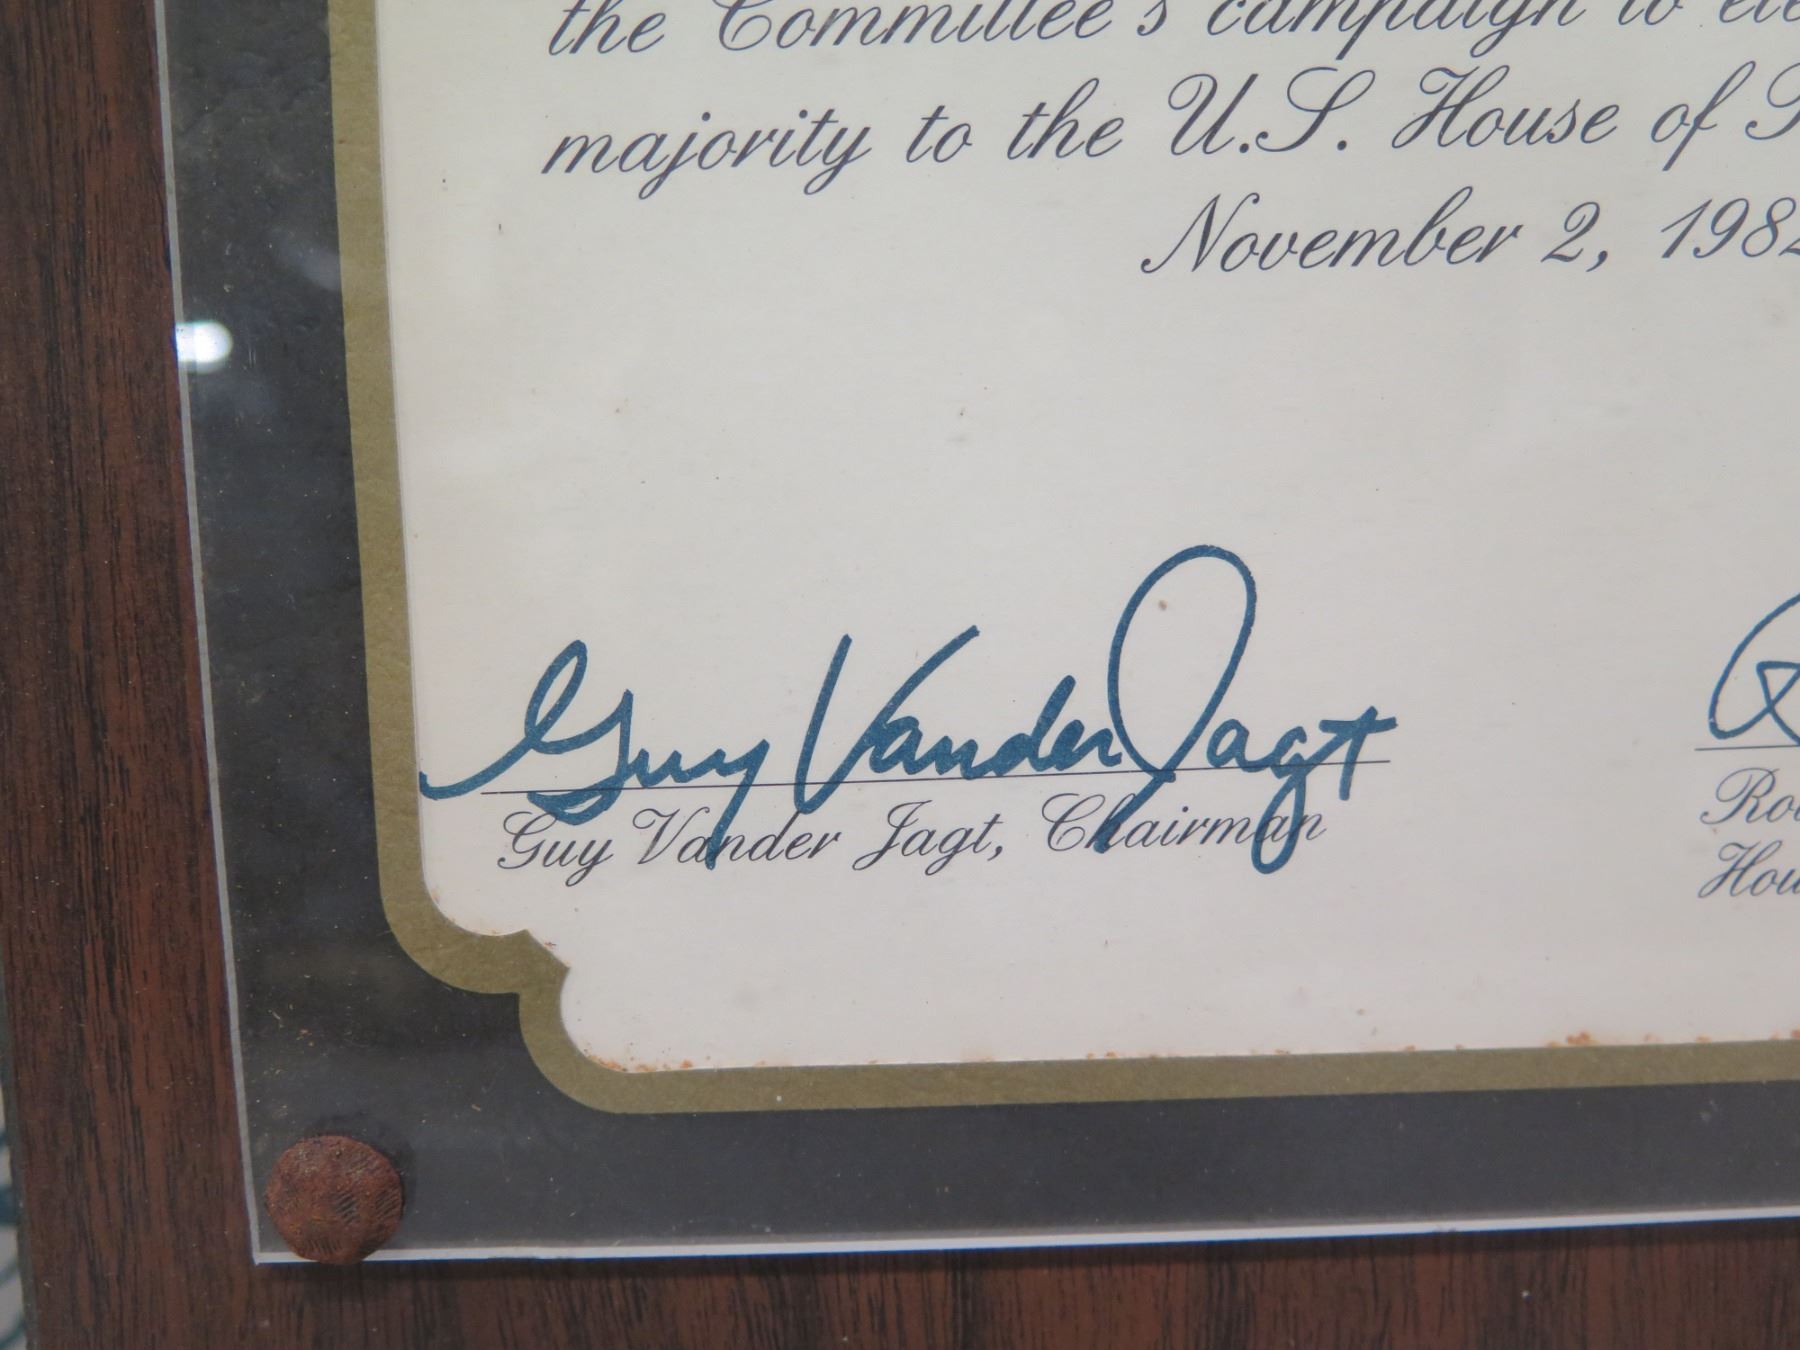 the Committee's campaign to
majority to the U.S. House of
November 2, 198
Guy Vander Jagt
Guy Vander Jagt, Chairman